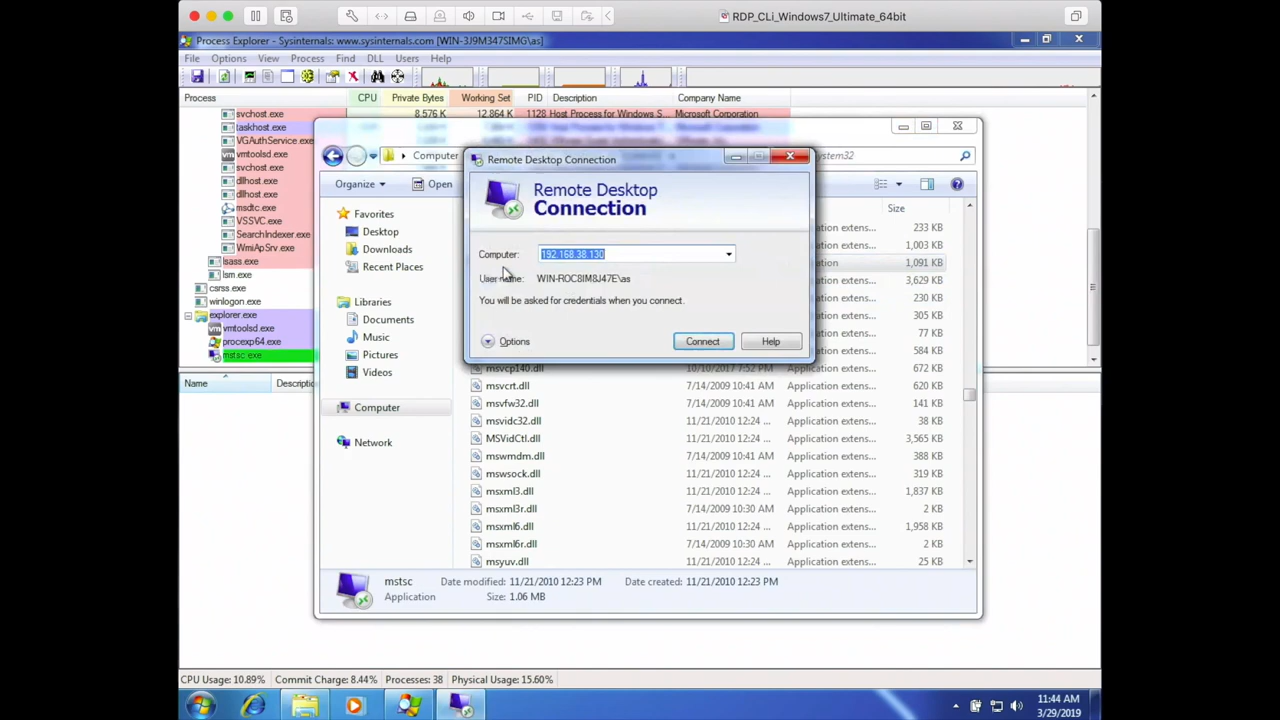 RDP_CLi_Windows7_Ultimate_64bit
Process Explorer - Sysinternals: www.sysinternals.com [WIN-3J9M347SIMG\as]
File Options View Process Find DLL Users Help
Process CPU Private Bytes Working Set PID Description Company Name
svchost.exe 8,576 K 12,864 K 1128 Host Process for Windows S... Microsoft Corporation
taskhost.exe
VGAuthService.exe
vmtoolsd.exe
svchost.exe
dllhost.exe
dllhost.exe
msdtc.exe
VSSVC.exe
SearchIndexer.exe
WmiApSrv.exe
lsass.exe
lsm.exe
csrss.exe
winlogon.exe
explorer.exe
vmtoolsd.exe
procexp64.exe
mstsc.exe
Name Description
Computer
Organize Open
Favorites
Desktop
Downloads
Recent Places
Libraries
Documents
Music
Pictures
Videos
Computer
Network
Remote Desktop Connection
Remote Desktop
Connection
Computer: 192.168.38.130
WIN-ROC8IM8J47E\as
You will be asked for credentials when you connect.
Options Connect Help
ystem32
Size
233 KB
1,003 KB
1,091 KB
3,629 KB
298 KB
305 KB
77 KB
584 KB
msvcp140.dll 10/10/2017 7:52 PM Application extens... 672 KB
msvcrt.dll 7/14/2009 10:41 AM Application extens... 620 KB
msvfw32.dll 7/14/2009 10:41 AM Application extens... 141 KB
msvidc32.dll 11/21/2010 12:24 ... Application extens... 38 KB
MSVidCtl.dll 11/21/2010 12:24 ... Application extens... 3,565 KB
mswmdm.dll 7/14/2009 10:41 AM Application extens... 388 KB
mswsock.dll 11/21/2010 12:24 ... Application extens... 319 KB
msxml3.dll 11/21/2010 12:24 ... Application extens... 1,837 KB
msxml3r.dll 7/14/2009 10:30 AM Application extens... 2 KB
msxml6.dll 11/21/2010 12:24 ... Application extens... 1,958 KB
msxml6r.dll 7/14/2009 10:30 AM Application extens... 2 KB
msyuv.dll 11/21/2010 12:24 ... Application extens... 25 KB
mstsc Date modified: 11/21/2010 12:23 PM Date created: 11/21/2010 12:23 PM
Application Size: 1.06 MB
CPU Usage: 10.89% Commit Charge: 8.44% Processes: 38 Physical Usage: 15.60%
11:44 AM
3/29/2019